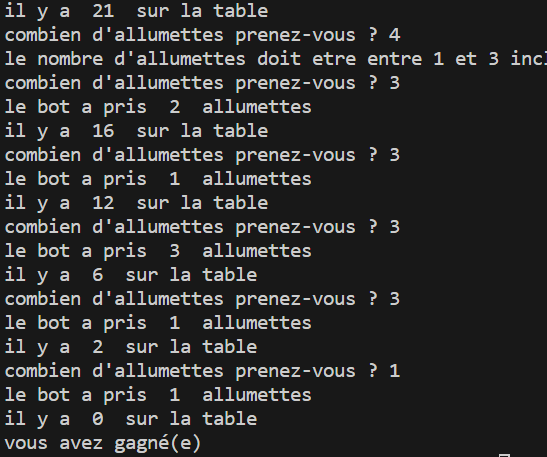 il y a  21  sur la table
combien d'allumettes prenez-vous ? 4
le nombre d'allumettes doit etre entre 1 et 3 incl
combien d'allumettes prenez-vous ? 3
le bot a pris  2  allumettes
il y a  16  sur la table
combien d'allumettes prenez-vous ? 3
le bot a pris  1  allumettes
il y a  12  sur la table
combien d'allumettes prenez-vous ? 3
le bot a pris  3  allumettes
il y a  6  sur la table
combien d'allumettes prenez-vous ? 3
le bot a pris  1  allumettes
il y a  2  sur la table
combien d'allumettes prenez-vous ? 1
le bot a pris  1  allumettes
il y a  0  sur la table
vous avez gagné(e)